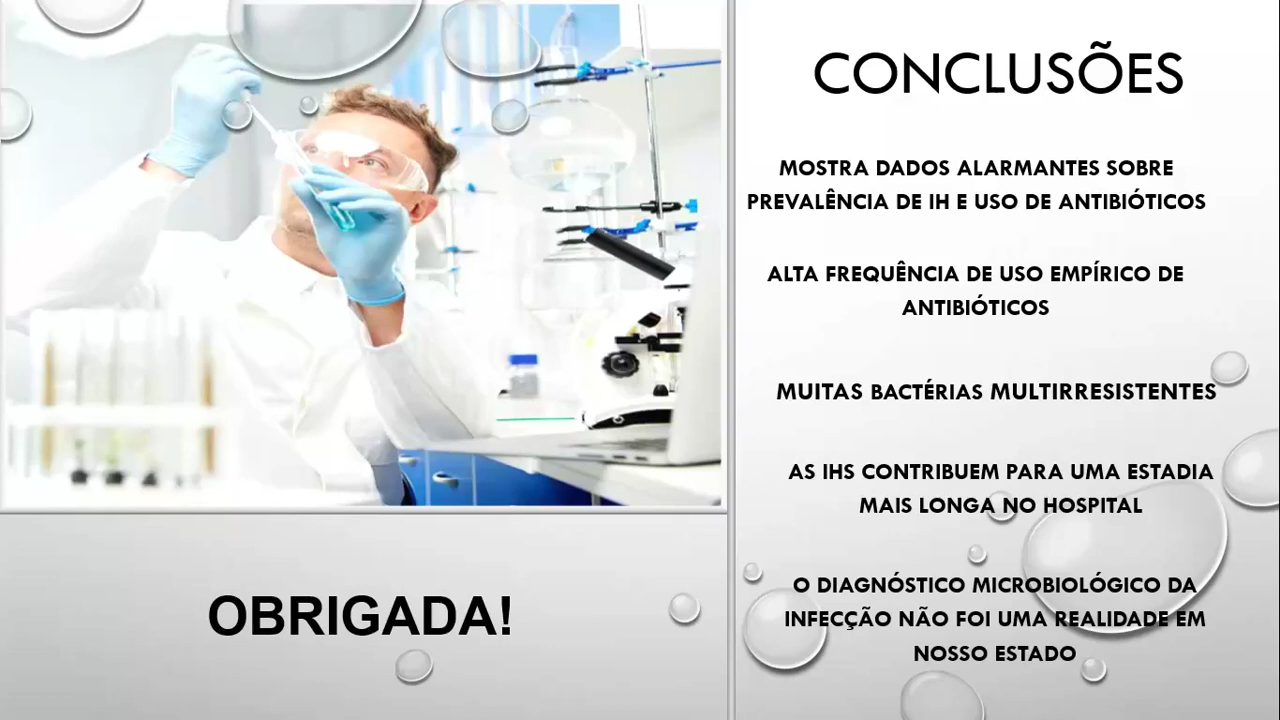 CONCLUSÕES
MOSTRA DADOS ALARMANTES SOBRE
PREVALÊNCIA DE IH E USO DE ANTIBIÓTICOS
ALTA FREQUÊNCIA DE USO EMPÍRICO DE
ANTIBIÓTICOS
MUITAS BACTÉRIAS MULTIRRESISTENTES
AS IHS CONTRIBUEM PARA UMA ESTADIA
MAIS LONGA NO HOSPITAL
O DIAGNÓSTICO MICROBIOLÓGICO DA
INFECÇÃO NÃO FOI UMA REALIDADE EM
NOSSO ESTADO
OBRIGADA!